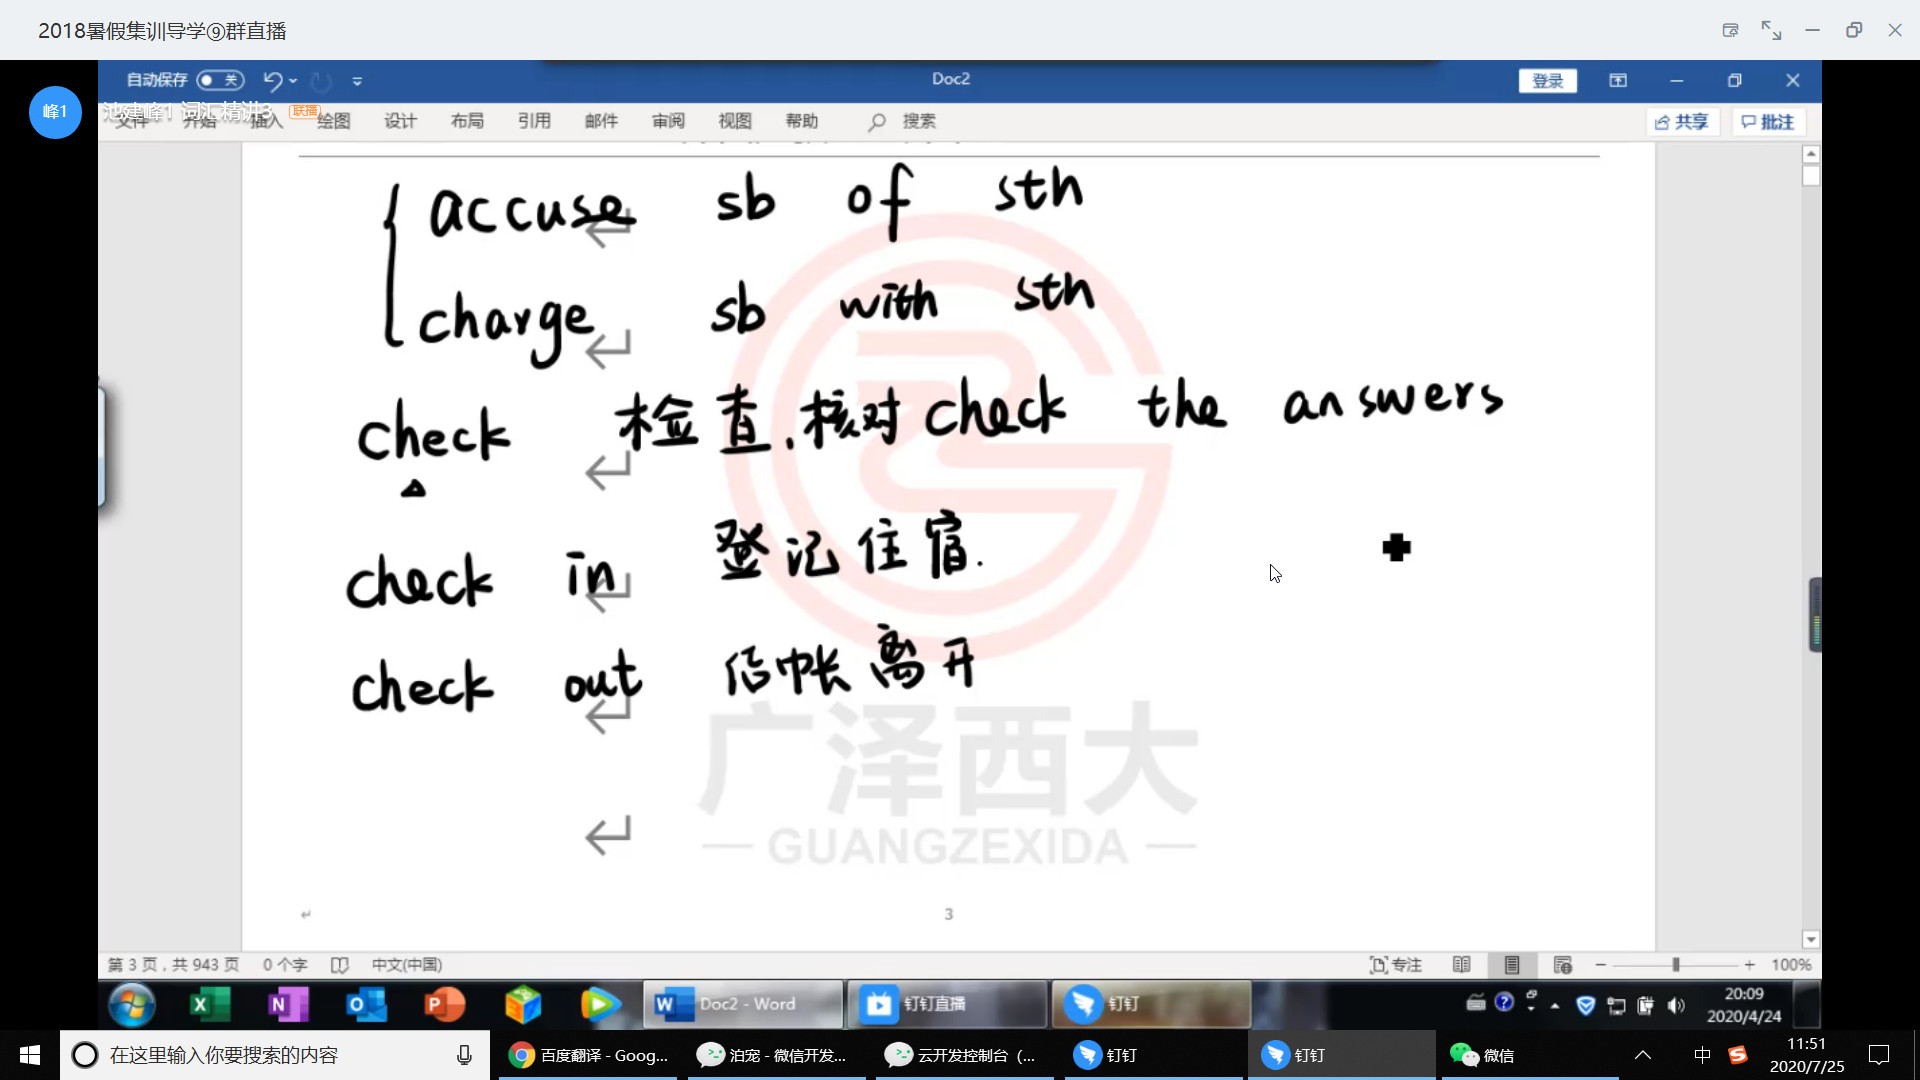 2018暑假集训导学⑨群直播
自动保存 关 Doc2 登录
峰1 池建峰1 词汇精讲3 联播
文件 开始 插入 绘图 设计 布局 引用 邮件 审阅 视图 帮助 搜索 共享 批注
accuse sb of sth
charge sb with sth
check 检查,核对 check the answers
check in 登记住宿.
check out 结帐离开
广泽西大
— GUANGZEXIDA —
3
第 3 页,共 943 页 0 个字 中文(中国) 专注 100%
Doc2 - Word 钉钉直播 钉钉 20:09
2020/4/24
在这里输入你要搜索的内容 百度翻译 - Goog... 泊宠 - 微信开发... 云开发控制台 (... 钉钉 钉钉 微信 中 11:51
2020/7/25